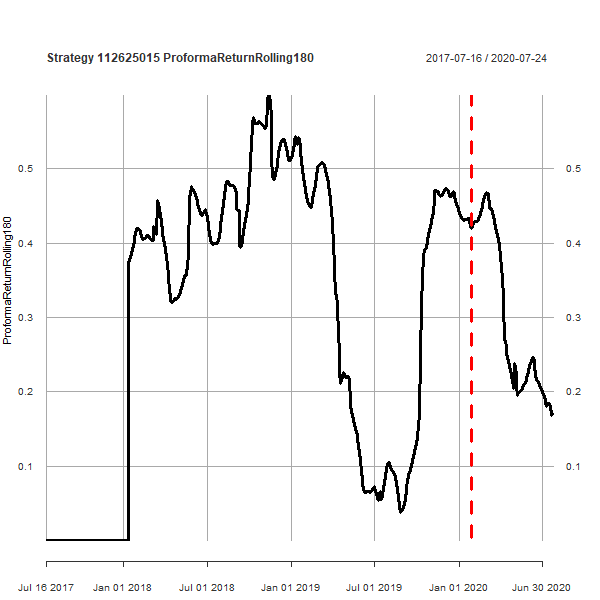 Strategy 112625015 ProformaReturnRolling180
2017-07-16 / 2020-07-24
ProformaReturnRolling180
0.5
0.4
0.3
0.2
0.1
0.5
0.4
0.3
0.2
0.1
Jul 16 2017
Jan 01 2018
Jul 01 2018
Jan 01 2019
Jul 01 2019
Jan 01 2020
Jun 30 2020